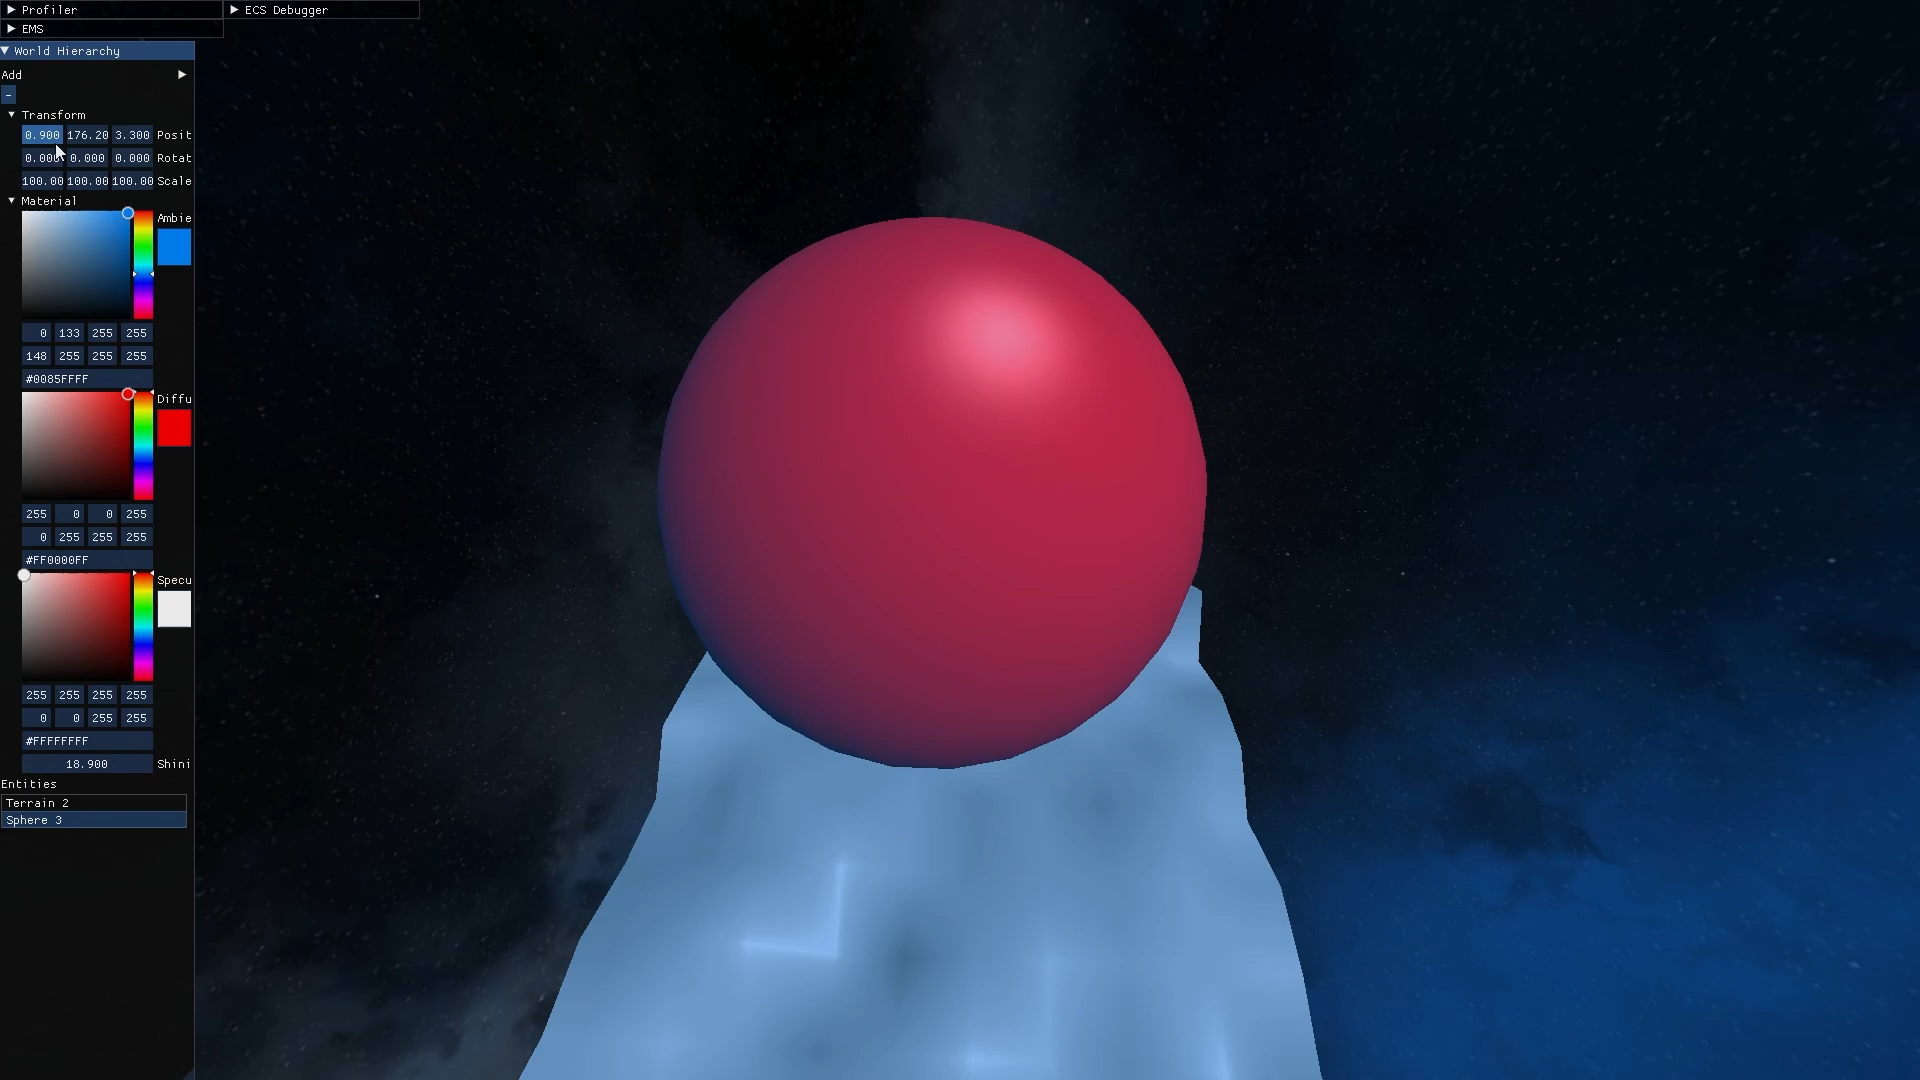 Profiler
ECS Debugger
EMS
World Hierarchy
Add
-
Transform
0.900 176.20 3.300 Posit
0.000 0.000 0.000 Rotat
100.00 100.00 100.00 Scale
Material
Ambie
0 133 255 255
148 255 255 255
#0085FFFF
Diffu
255 0 0 255
0 255 255 255
#FF0000FF
Specu
255 255 255 255
0 0 255 255
#FFFFFFFF
18.900 Shini
Entities
Terrain 2
Sphere 3